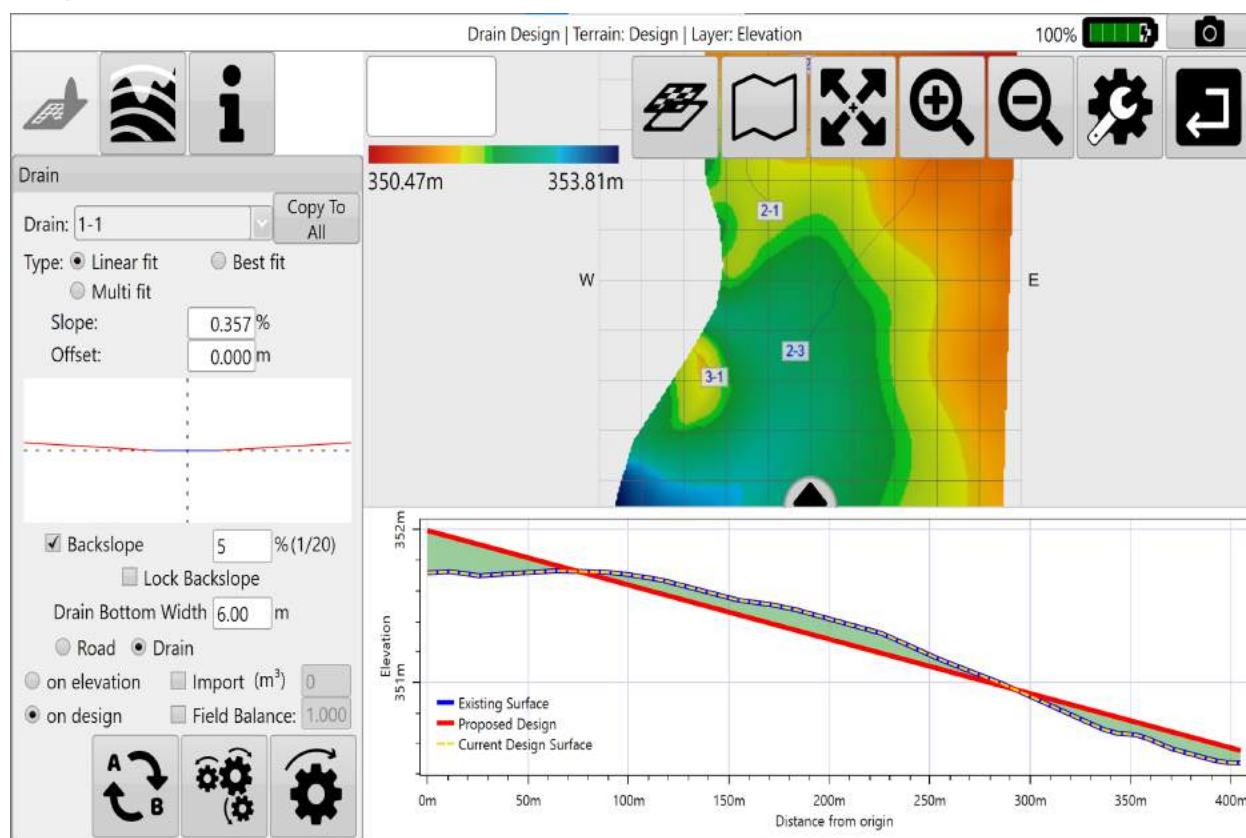 Drain Design | Terrain: Design | Layer: Elevation
100%
350.47m 353.81m
Drain
Drain: 1-1
Copy To
All
Type: Linear fit Best fit
Multi fit
Slope: 0.357 %
Offset: 0.000 m
Backslope 5 % (1/20)
Lock Backslope
Drain Bottom Width 6.00 m
Road Drain
on elevation Import (m³) 0
on design Field Balance: 1.000
A
B
2-1
W
E
2-3
3-1
352m
351m
Elevation
Existing Surface
Proposed Design
Current Design Surface
0m 50m 100m 150m 200m 250m 300m 350m 400m
Distance from origin